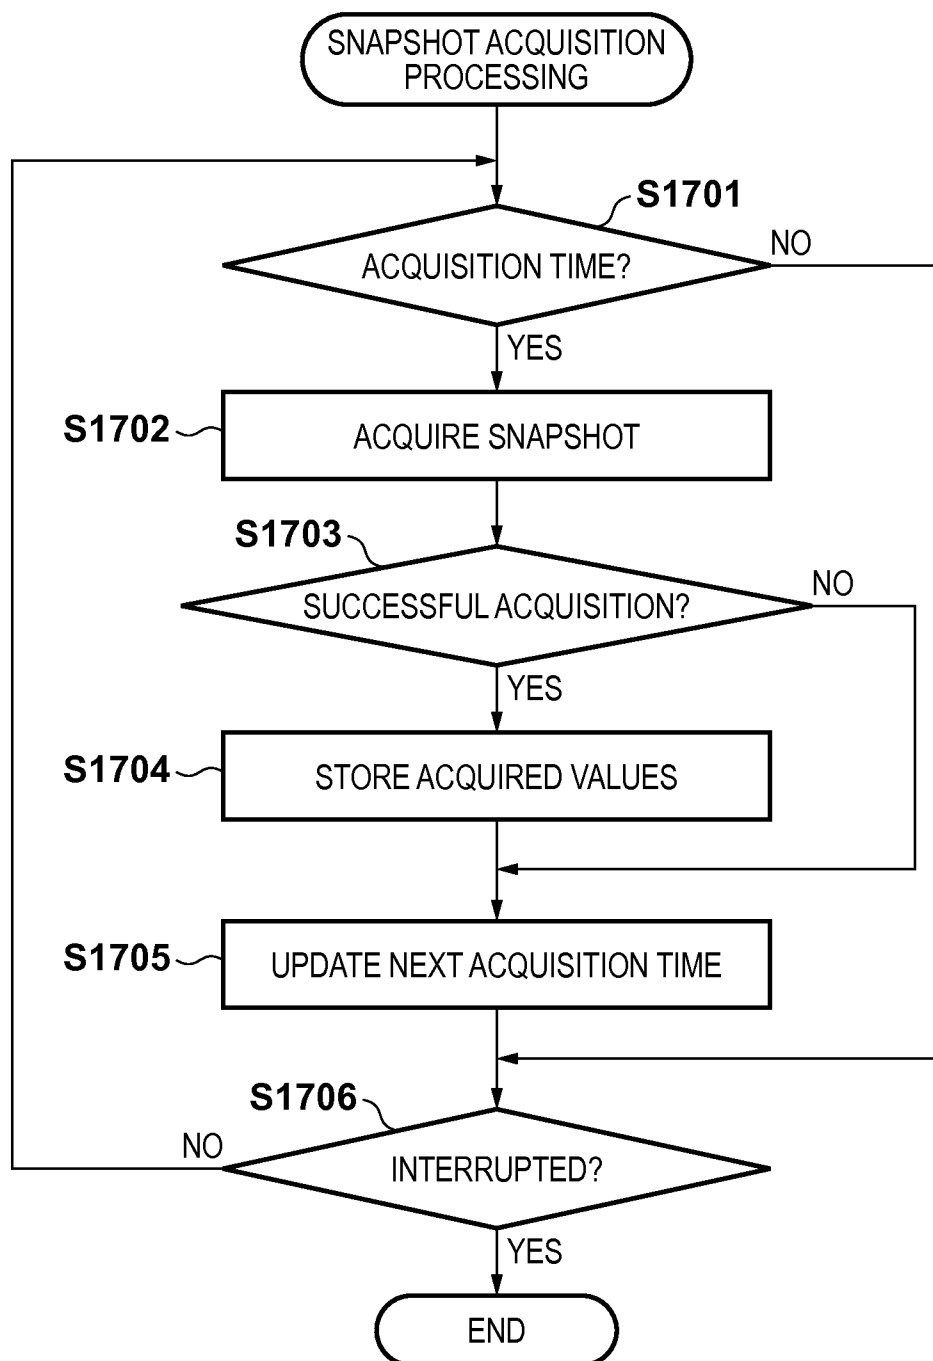 SNAPSHOT ACQUISITION
PROCESSING
S1701
NO
ACQUISITION TIME?
YES
S1702
ACQUIRE SNAPSHOT
S1703
NO
SUCCESSFUL ACQUISITION?
YES
S1704
STORE ACQUIRED VALUES
S1705
UPDATE NEXT ACQUISITION TIME
S1706
NO
INTERRUPTED?
YES
END